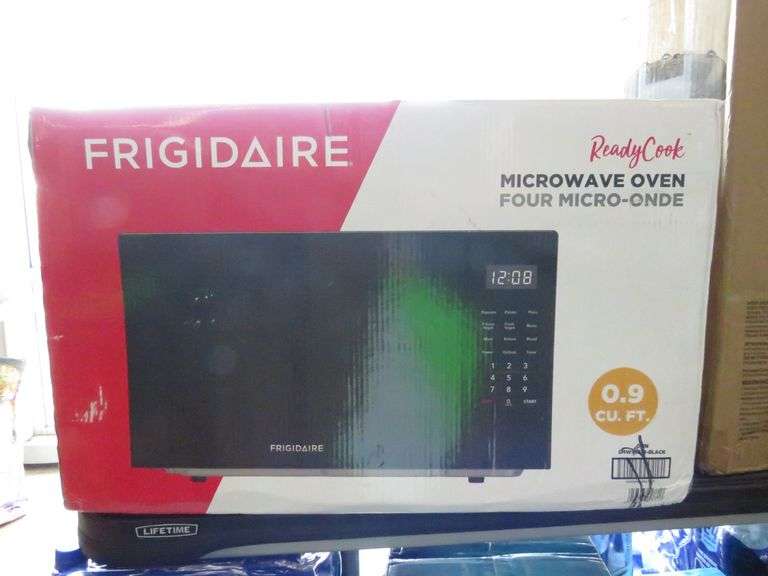 FRIGIDAIRE
ReadyCook
MICROWAVE OVEN
FOUR MICRO-ONDE
12:08
1 2 3
4 5 6
7 8 9
0 START
0.9
CU. FT.
FRIGIDAIRE
-BLACK
LIFETIME